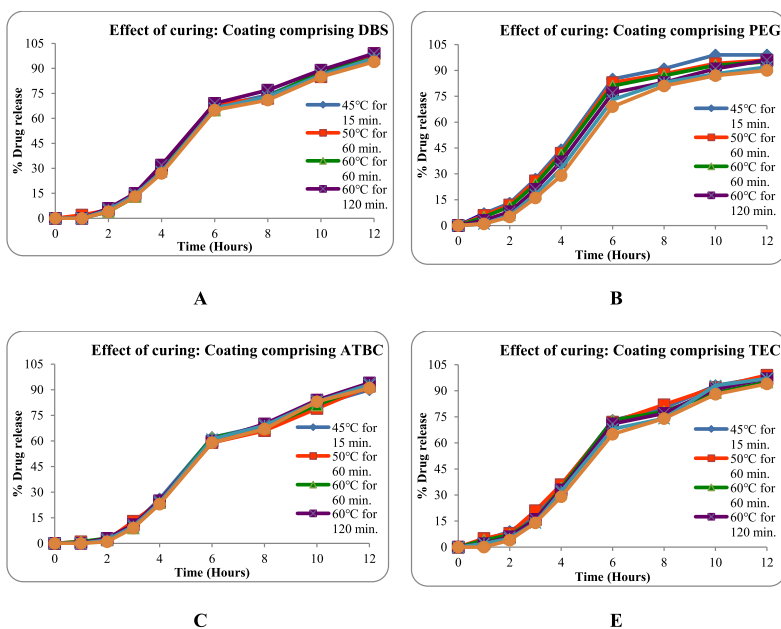 Effect of curing: Coating comprising DBS
105
90
75
60
45
30
15
0
% Drug release
0 2 4 6 8 10 12
Time (Hours)
45℃ for
15 min.
50℃ for
60 min.
60℃ for
60 min.
60℃ for
120 min.
A
Effect of curing: Coating comprising PEG
105
90
75
60
45
30
15
0
% Drug release
0 2 4 6 8 10 12
Time (Hours)
45℃ for
15 min.
50℃ for
60 min.
60℃ for
60 min.
60℃ for
120 min.
B
Effect of curing: Coating comprising ATBC
105
90
75
60
45
30
15
0
% Drug release
0 2 4 6 8 10 12
Time (Hours)
45℃ for
15 min.
50℃ for
60 min.
60℃ for
60 min.
60℃ for
120 min.
C
Effect of curing: Coating comprising TEC
105
90
75
60
45
30
15
0
% Drug release
0 2 4 6 8 10 12
Time (Hours)
45℃ for
15 min.
50℃ for
60 min.
60℃ for
60 min.
60℃ for
120 min.
E